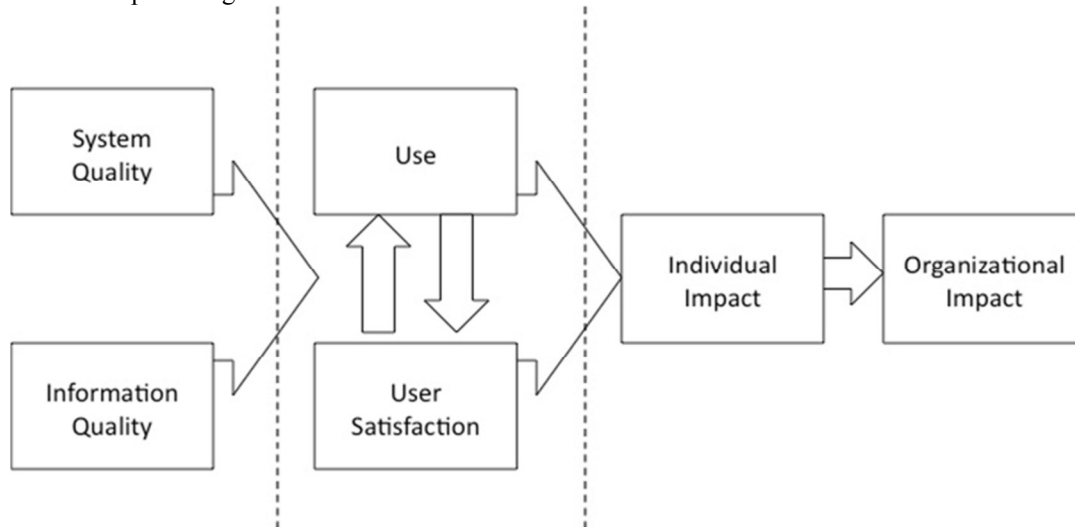 System
Quality
Use
Individual
Impact
Organizational
Impact
Information
Quality
User
Satisfaction